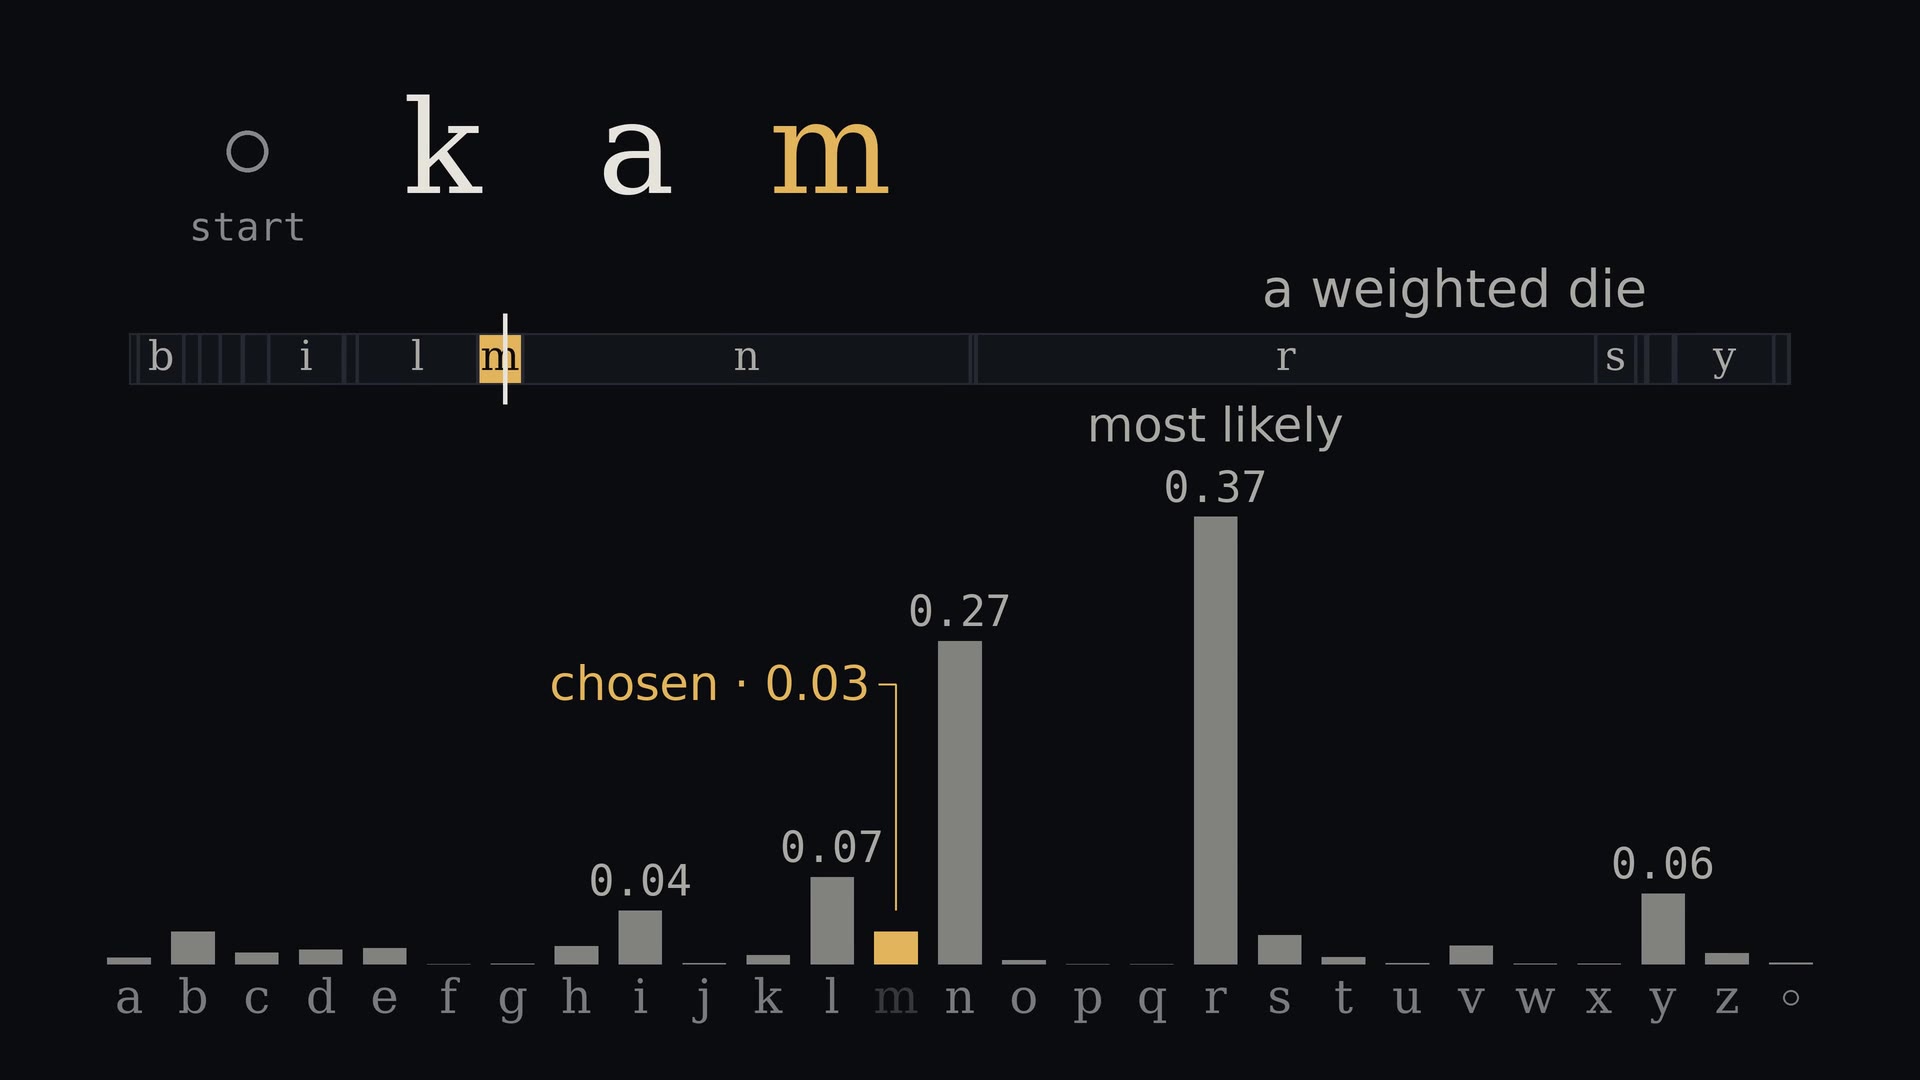 k a m
start
a weighted die
b i l m n r s y
most likely
0.37
0.27
chosen · 0.03
0.07
0.06
0.04
a b c d e f g h i j k l m n o p q r s t u v w x y z ○